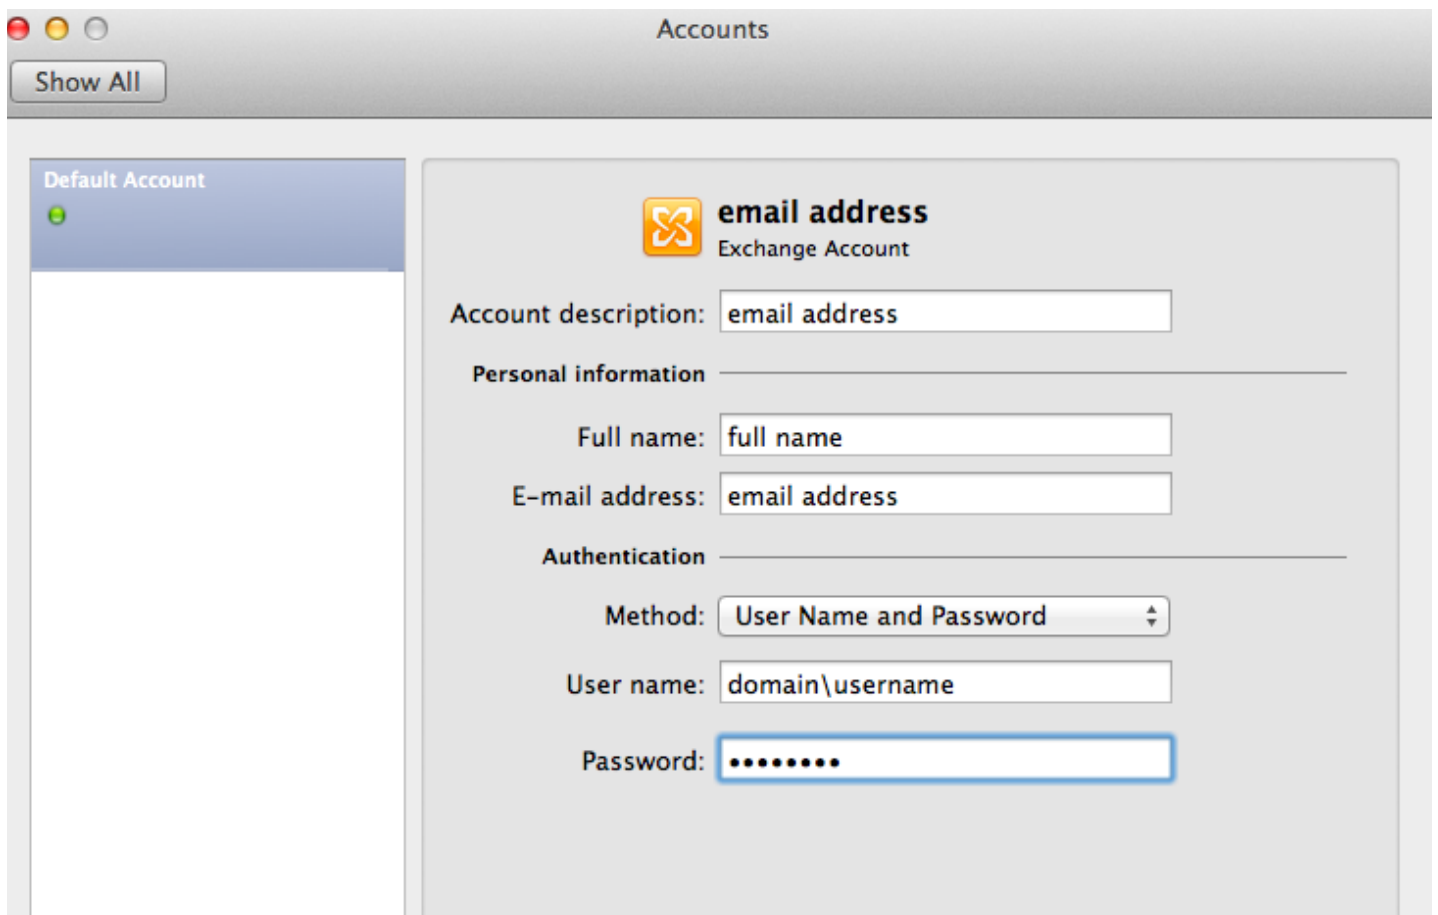 Accounts
Show All
Default Account
email address
Exchange Account
Account description: email address
Personal information
Full name: full name
E-mail address: email address
Authentication
Method: User Name and Password
User name: domain\username
Password: ••••••••